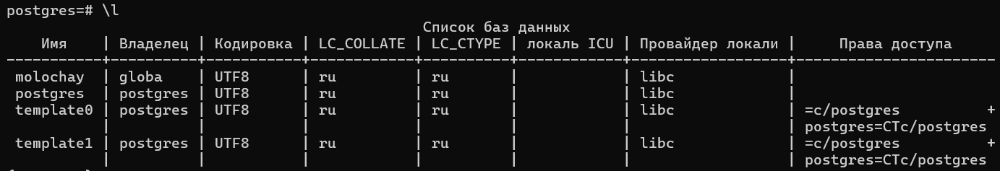 postgres=# \l
Список баз данных
Имя | Владелец | Кодировка | LC_COLLATE | LC_CTYPE | локаль ICU | Провайдер локали | Права доступа
-----------+----------+-----------+------------+----------+------------+------------------+-----------------------
molochay | globa | UTF8 | ru | ru | | libc |
postgres | postgres | UTF8 | ru | ru | | libc |
template0 | postgres | UTF8 | ru | ru | | libc | =c/postgres +
| | | | | | | postgres=CTc/postgres
template1 | postgres | UTF8 | ru | ru | | libc | =c/postgres +
| | | | | | | postgres=CTc/postgres